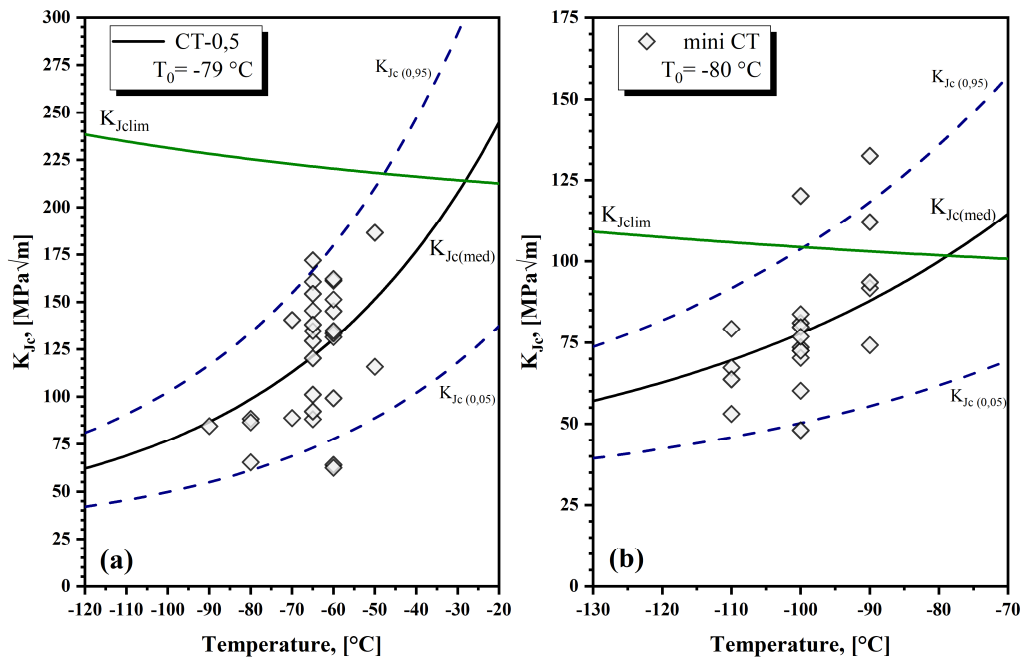 CT-0,5
T0= -79 °C
KJc (0,95)
KJclim
KJc(med)
KJc (0,05)
(a)
300
275
250
225
200
175
150
125
100
75
50
25
0
-120 -110 -100 -90 -80 -70 -60 -50 -40 -30 -20
KJc, [MPa√m]
Temperature, [°C]
mini CT
T0= -80 °C
KJc (0,95)
KJclim
KJc(med)
KJc (0,05)
(b)
175
150
125
100
75
50
25
0
-130 -120 -110 -100 -90 -80 -70
KJc, [MPa√m]
Temperature, [°C]